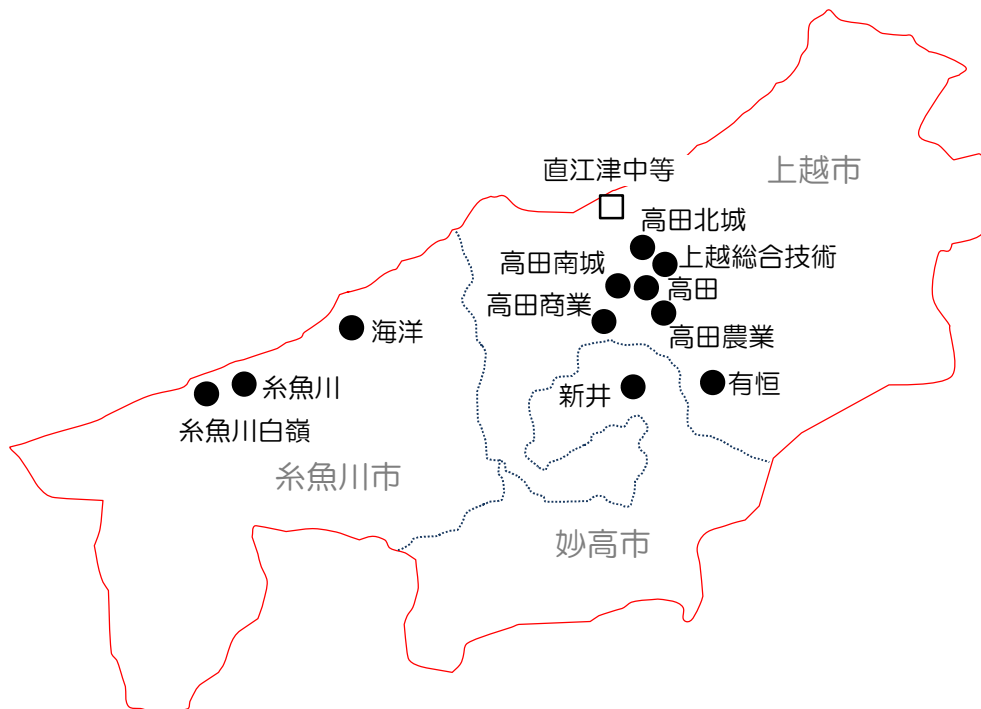 直江津中等
上越市
高田北城
上越総合技術
高田南城
高田
高田商業
海洋
高田農業
糸魚川
新井
有恒
糸魚川白嶺
糸魚川市
妙高市